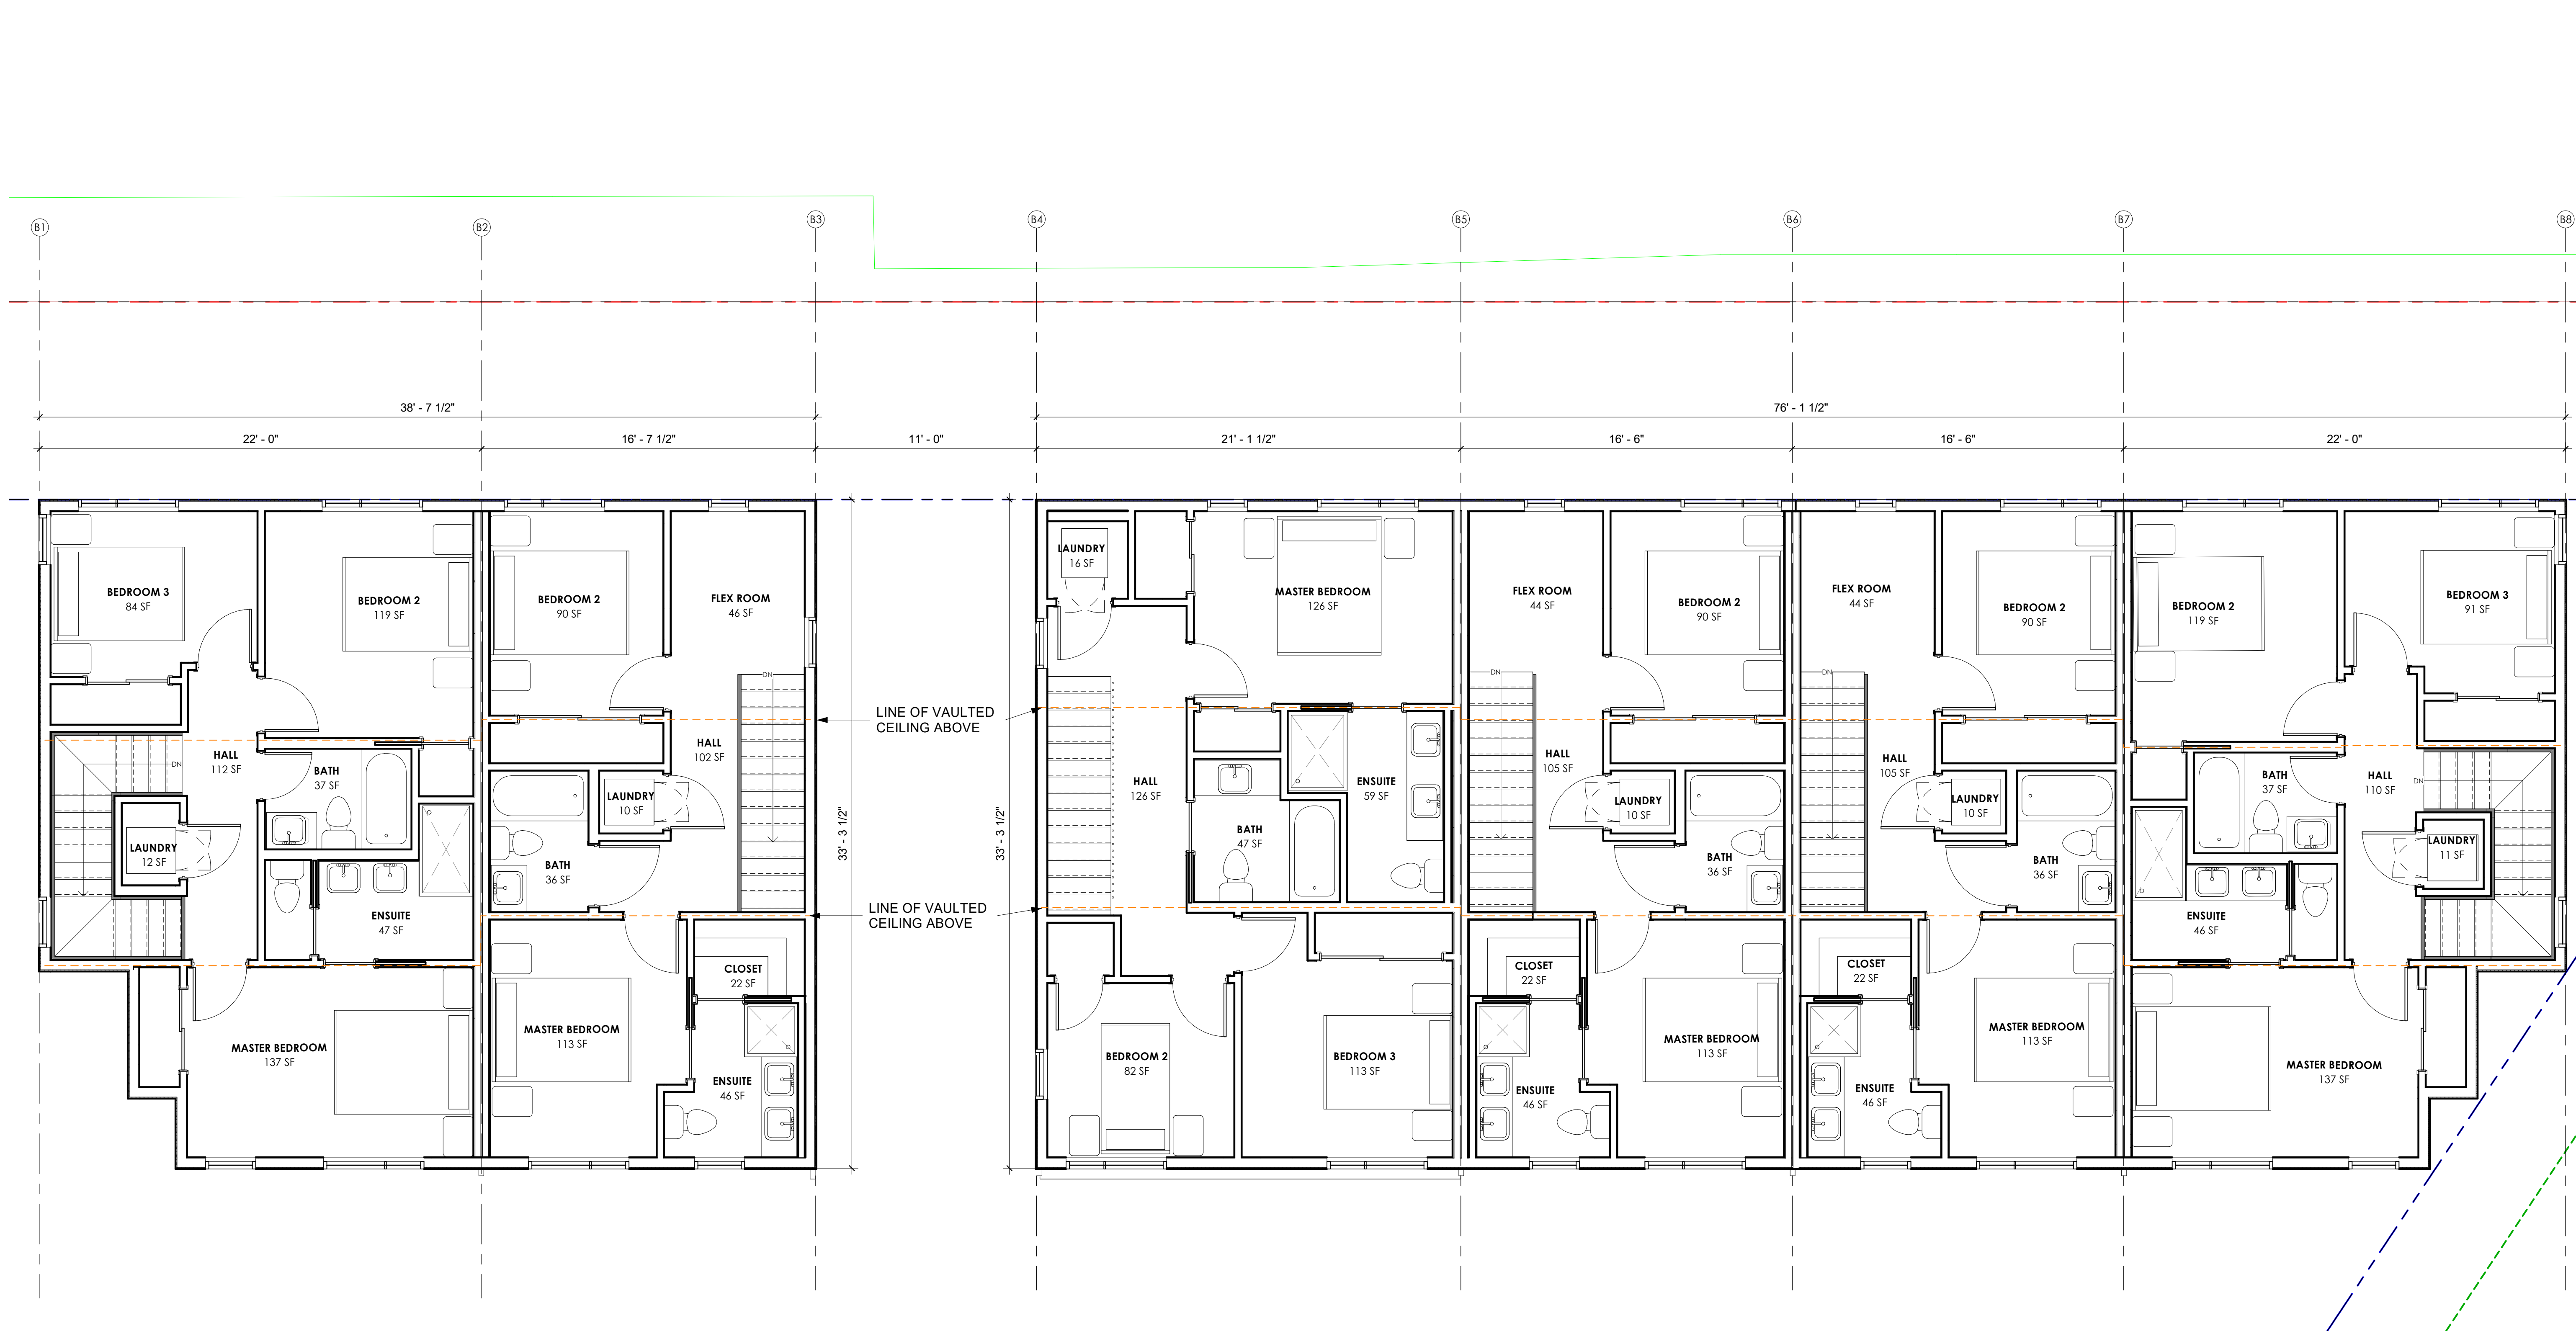 B1
B2
B3
B4
B5
B6
B7
B8
38' - 7 1/2"
76' - 1 1/2"
22' - 0"
16' - 7 1/2"
11' - 0"
21' - 1 1/2"
16' - 6"
16' - 6"
22' - 0"
33' - 3 1/2"
33' - 3 1/2"
LINE OF VAULTED
CEILING ABOVE
LINE OF VAULTED
CEILING ABOVE
BEDROOM 3
84 SF
BEDROOM 2
119 SF
HALL
112 SF
DN
BATH
37 SF
LAUNDRY
12 SF
ENSUITE
47 SF
MASTER BEDROOM
137 SF
BEDROOM 2
90 SF
FLEX ROOM
46 SF
DN
HALL
102 SF
LAUNDRY
10 SF
BATH
36 SF
CLOSET
22 SF
MASTER BEDROOM
113 SF
ENSUITE
46 SF
LAUNDRY
16 SF
MASTER BEDROOM
126 SF
HALL
126 SF
ENSUITE
59 SF
BATH
47 SF
BEDROOM 2
82 SF
BEDROOM 3
113 SF
FLEX ROOM
44 SF
BEDROOM 2
90 SF
DN
HALL
105 SF
LAUNDRY
10 SF
BATH
36 SF
CLOSET
22 SF
MASTER BEDROOM
113 SF
ENSUITE
46 SF
FLEX ROOM
44 SF
BEDROOM 2
90 SF
DN
HALL
105 SF
LAUNDRY
10 SF
BATH
36 SF
CLOSET
22 SF
MASTER BEDROOM
113 SF
ENSUITE
46 SF
BEDROOM 2
119 SF
BEDROOM 3
91 SF
BATH
37 SF
HALL
110 SF
DN
LAUNDRY
11 SF
ENSUITE
46 SF
MASTER BEDROOM
137 SF